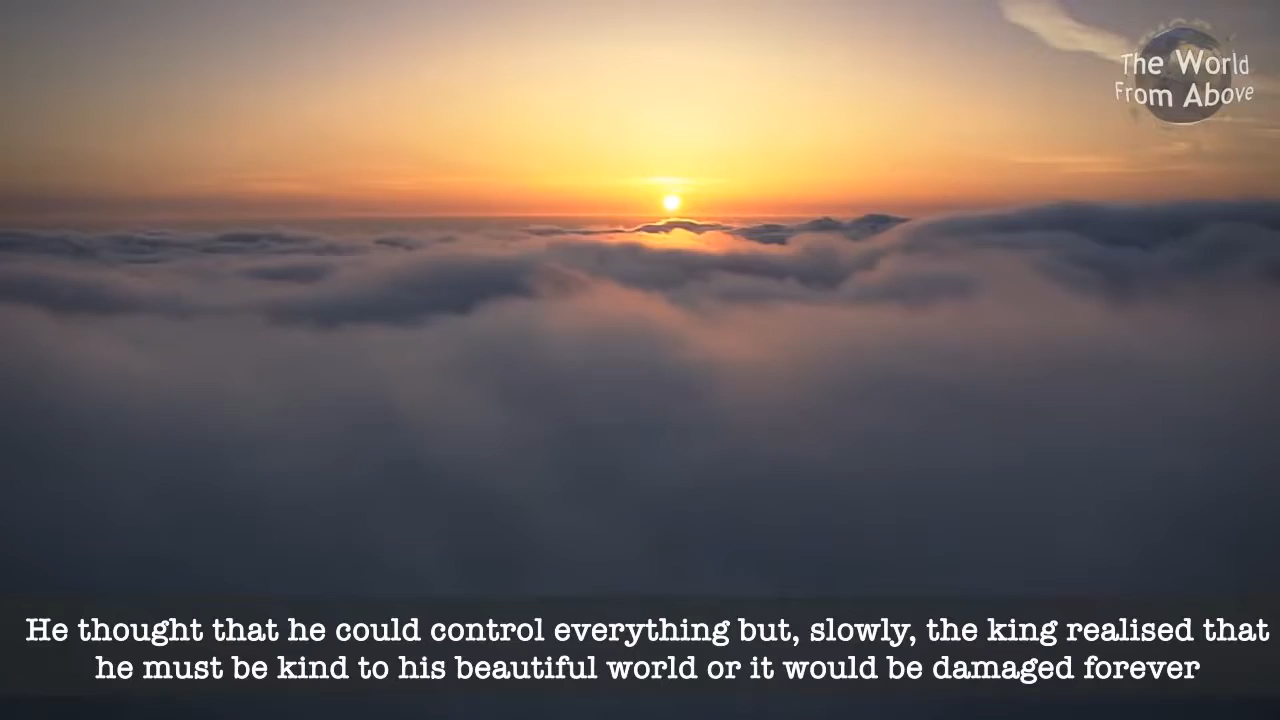 The World
From Above
He thought that he could control everything but, slowly, the king realised that
he must be kind to his beautiful world or it would be damaged forever